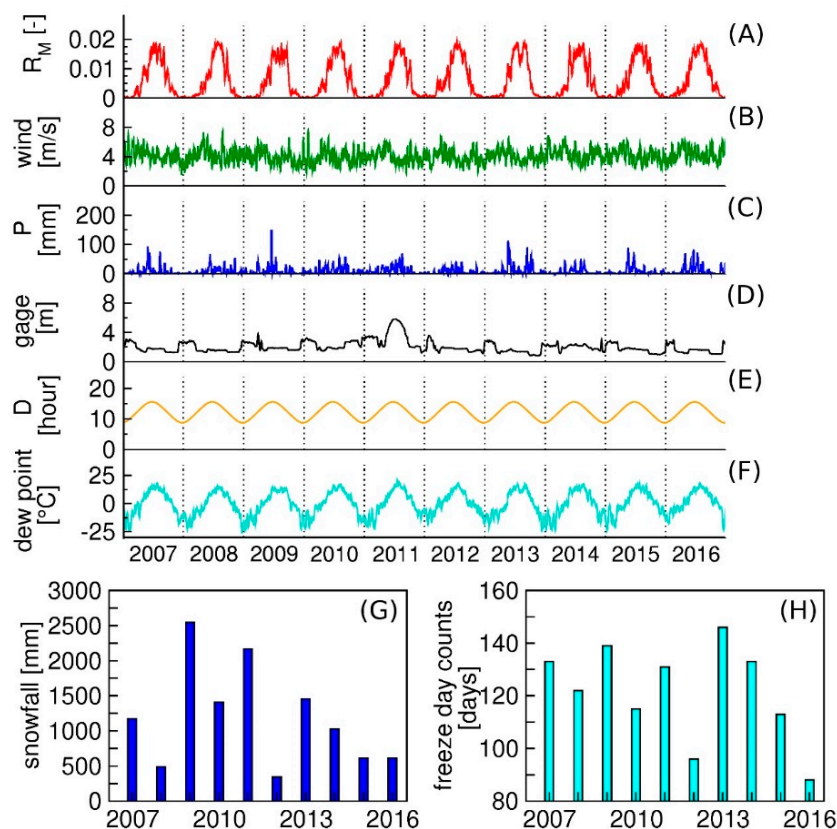 (A)
R_M [-]
0.02
0.01
0
(B)
wind
[m/s]
8
4
0
(C)
P
[mm]
200
100
0
(D)
gage
[m]
8
4
0
(E)
D
[hour]
20
10
0
(F)
dew point
[°C]
25
0
-25
2007 2008 2009 2010 2011 2012 2013 2014 2015 2016
(G)
snowfall [mm]
3000
2500
2000
1500
1000
500
0
2007 2010 2013 2016
(H)
freeze day counts
[days]
160
140
120
100
80
2007 2010 2013 2016